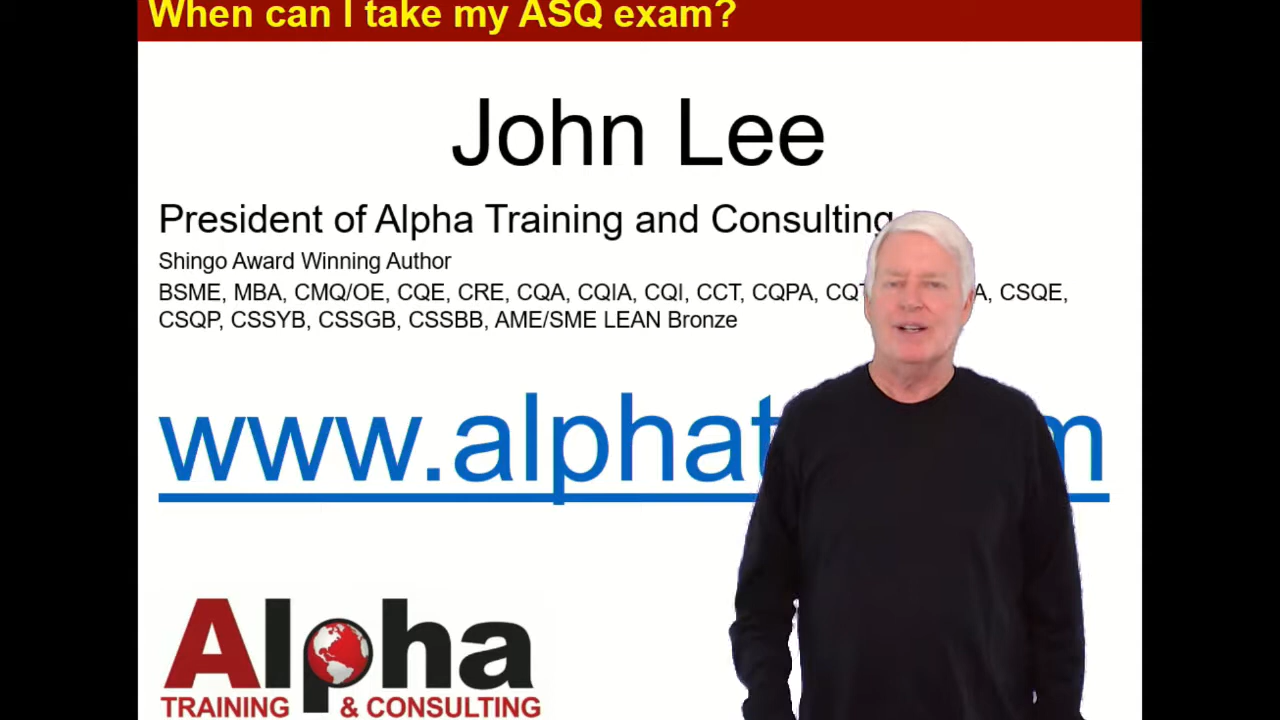 When can I take my ASQ exam?
John Lee
President of Alpha Training and Consulting
Shingo Award Winning Author
BSME, MBA, CMQ/OE, CQE, CRE, CQA, CQIA, CQI, CCT, CQPA, CSQE,
CSQP, CSSYB, CSSGB, CSSBB, AME/SME LEAN Bronze
Alpha
TRAINING & CONSULTING